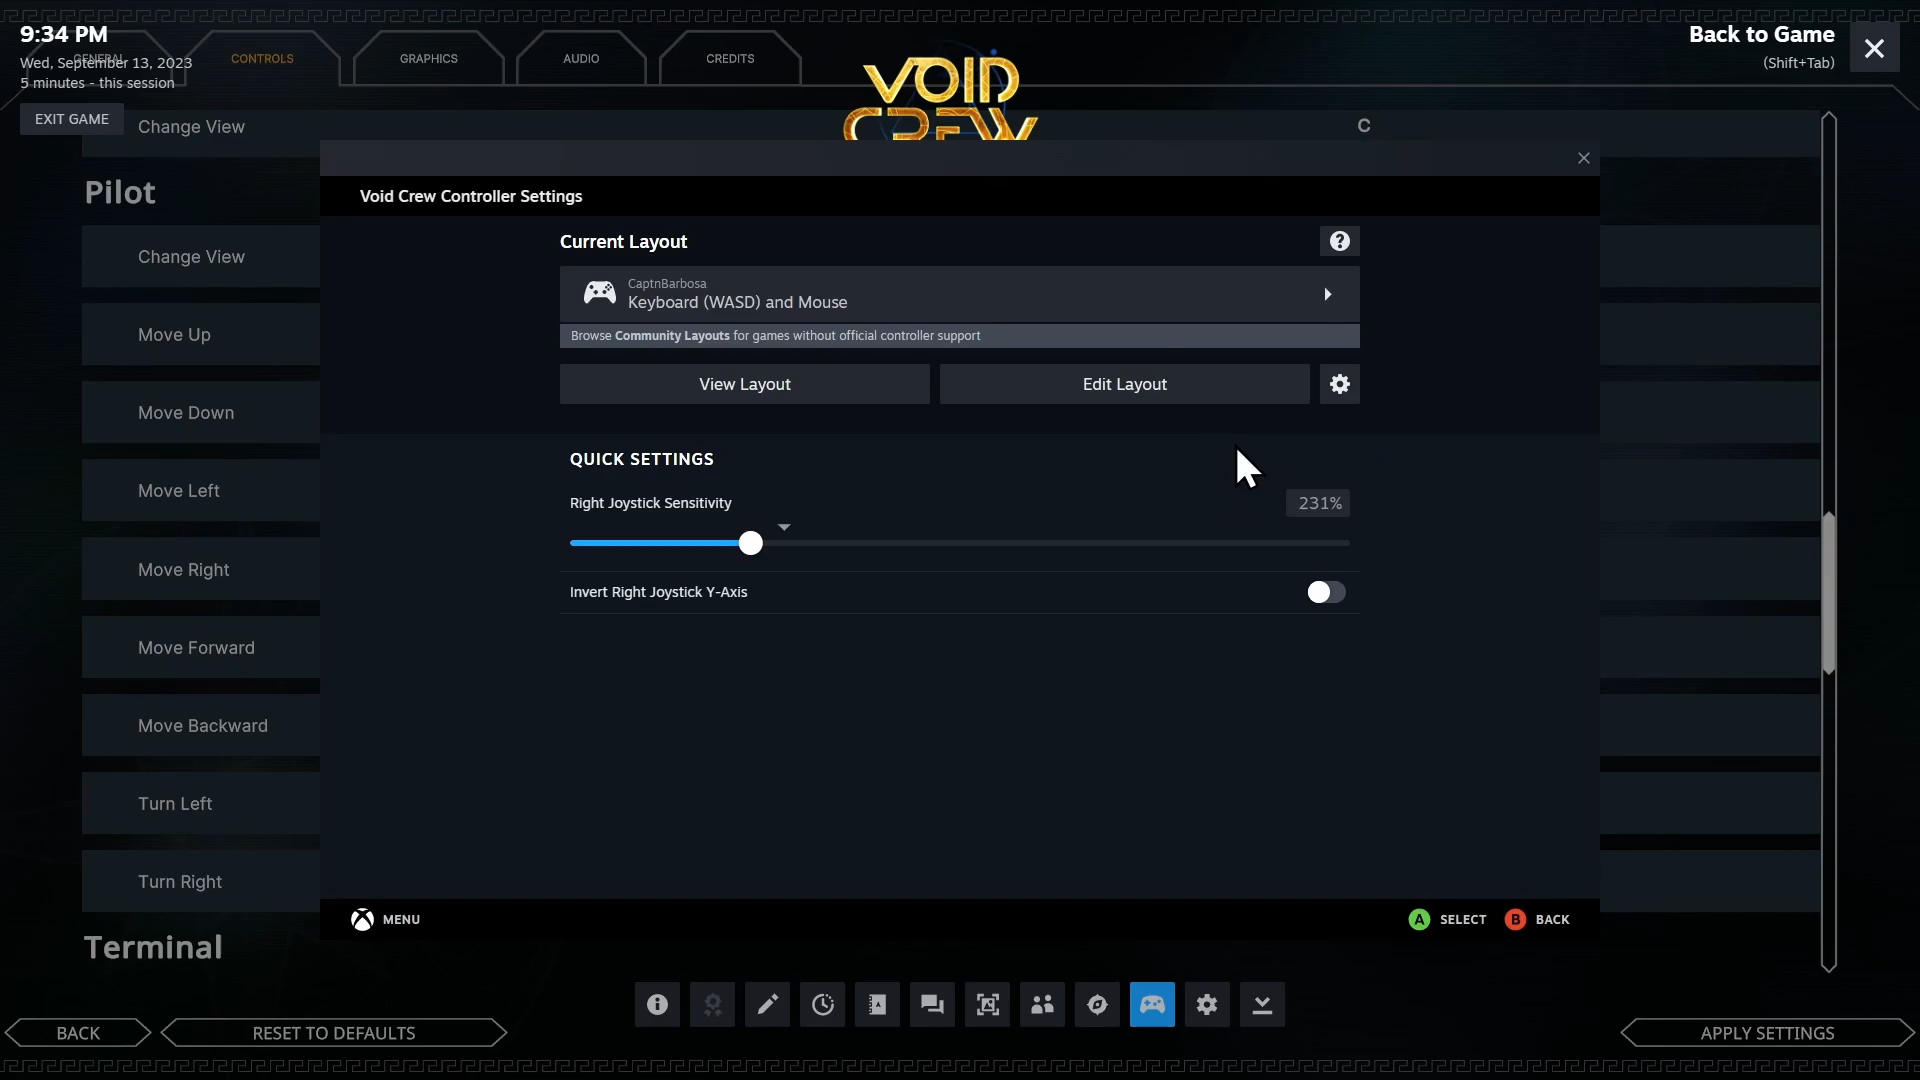 9:34 PM
Wed, September 13, 2023
5 minutes - this session
EXIT GAME
GENERAL
CONTROLS
GRAPHICS
AUDIO
CREDITS
VOID
CREW
Back to Game
(Shift+Tab)
Change View
C
Pilot
Change View
Move Up
Move Down
Move Left
Move Right
Move Forward
Move Backward
Turn Left
Turn Right
Terminal
Void Crew Controller Settings
Current Layout
CaptnBarbosa
Keyboard (WASD) and Mouse
Browse Community Layouts for games without official controller support
View Layout
Edit Layout
QUICK SETTINGS
Right Joystick Sensitivity
231%
Invert Right Joystick Y-Axis
MENU
A SELECT
B BACK
BACK
RESET TO DEFAULTS
APPLY SETTINGS